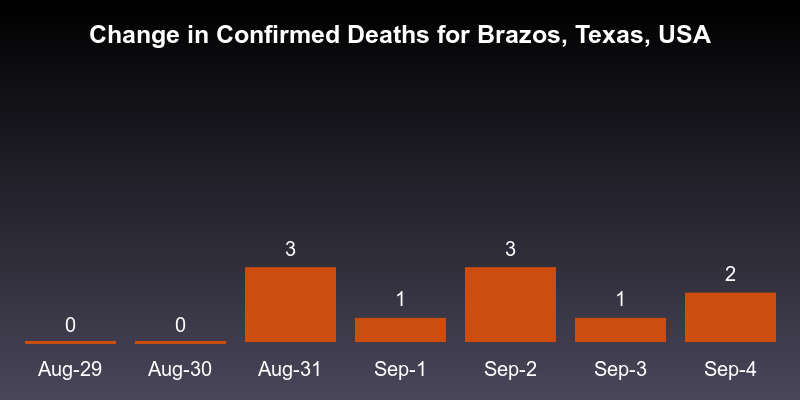 Change in Confirmed Deaths for Brazos, Texas, USA
0 0 3 1 3 1 2
Aug-29 Aug-30 Aug-31 Sep-1 Sep-2 Sep-3 Sep-4